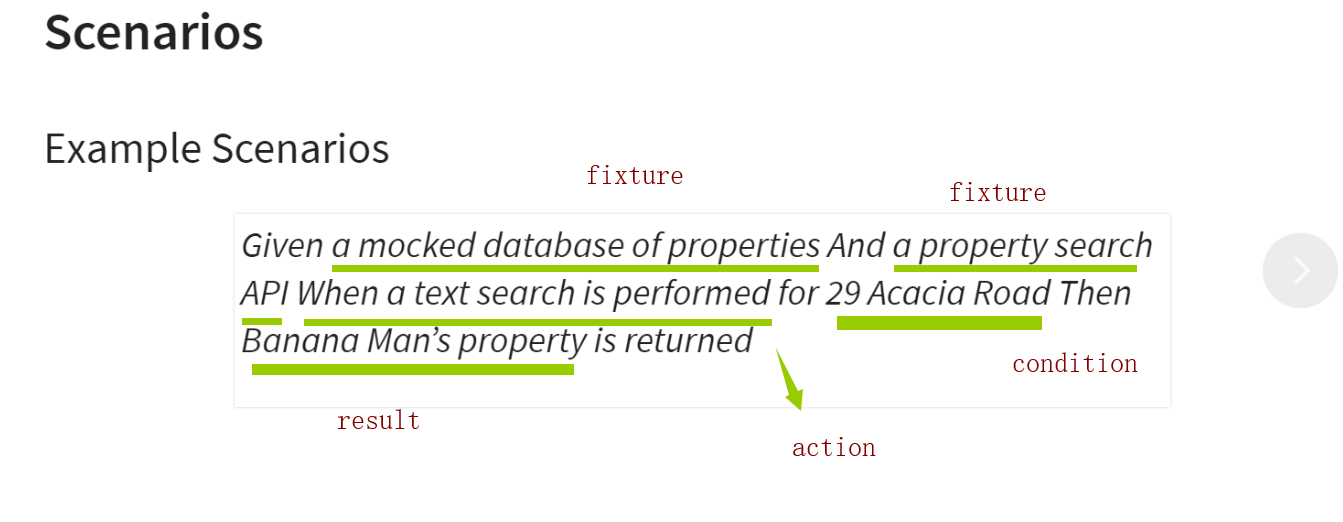 Scenarios
Example Scenarios
fixture
fixture
Given a mocked database of properties And a property search
API When a text search is performed for 29 Acacia Road Then
Banana Man’s property is returned
condition
result
action